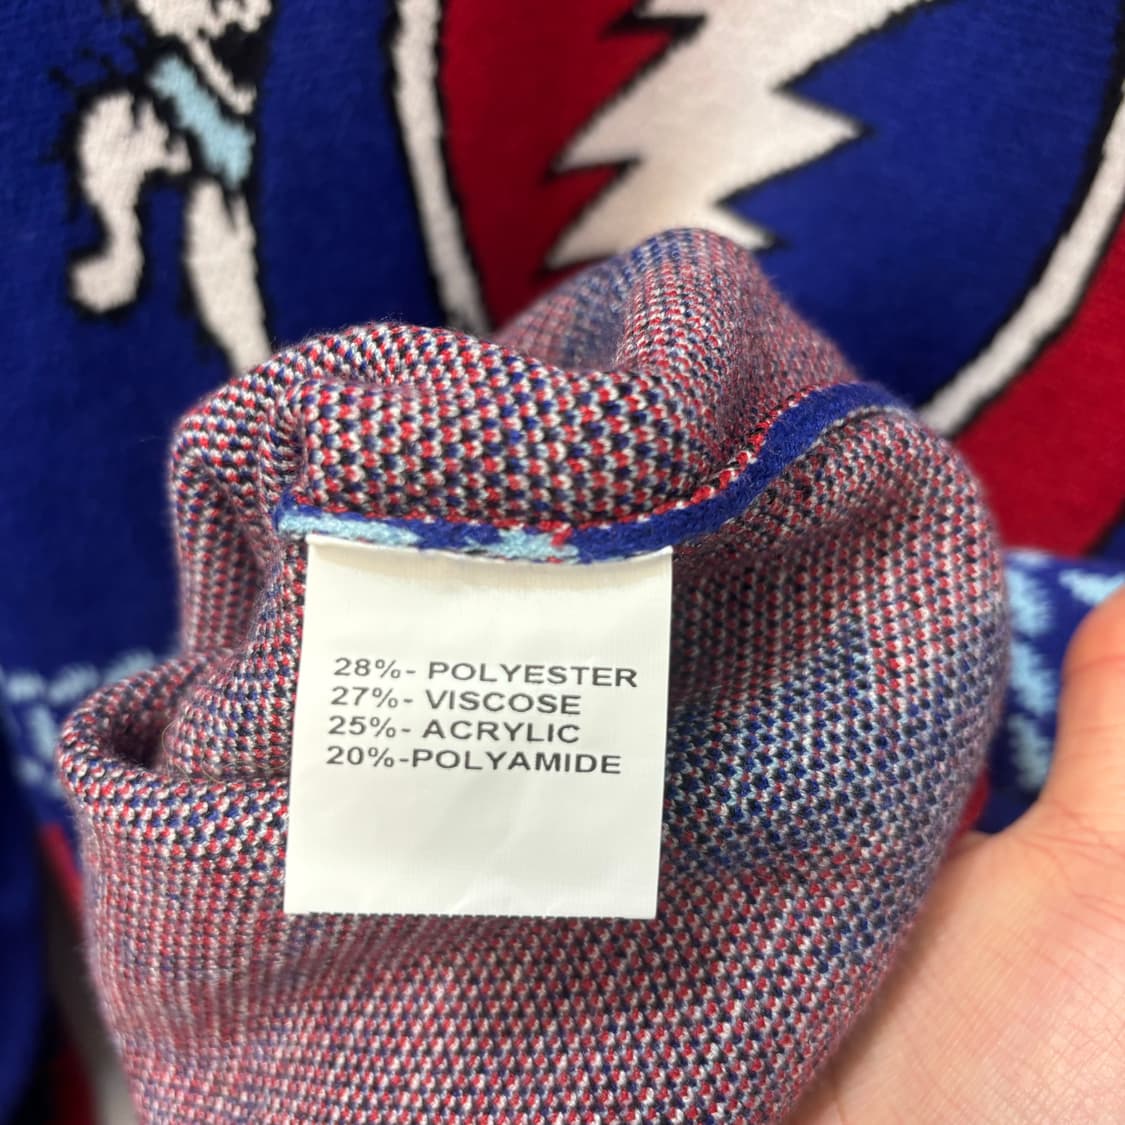 28%- POLYESTER
27%- VISCOSE
25%- ACRYLIC
20%-POLYAMIDE